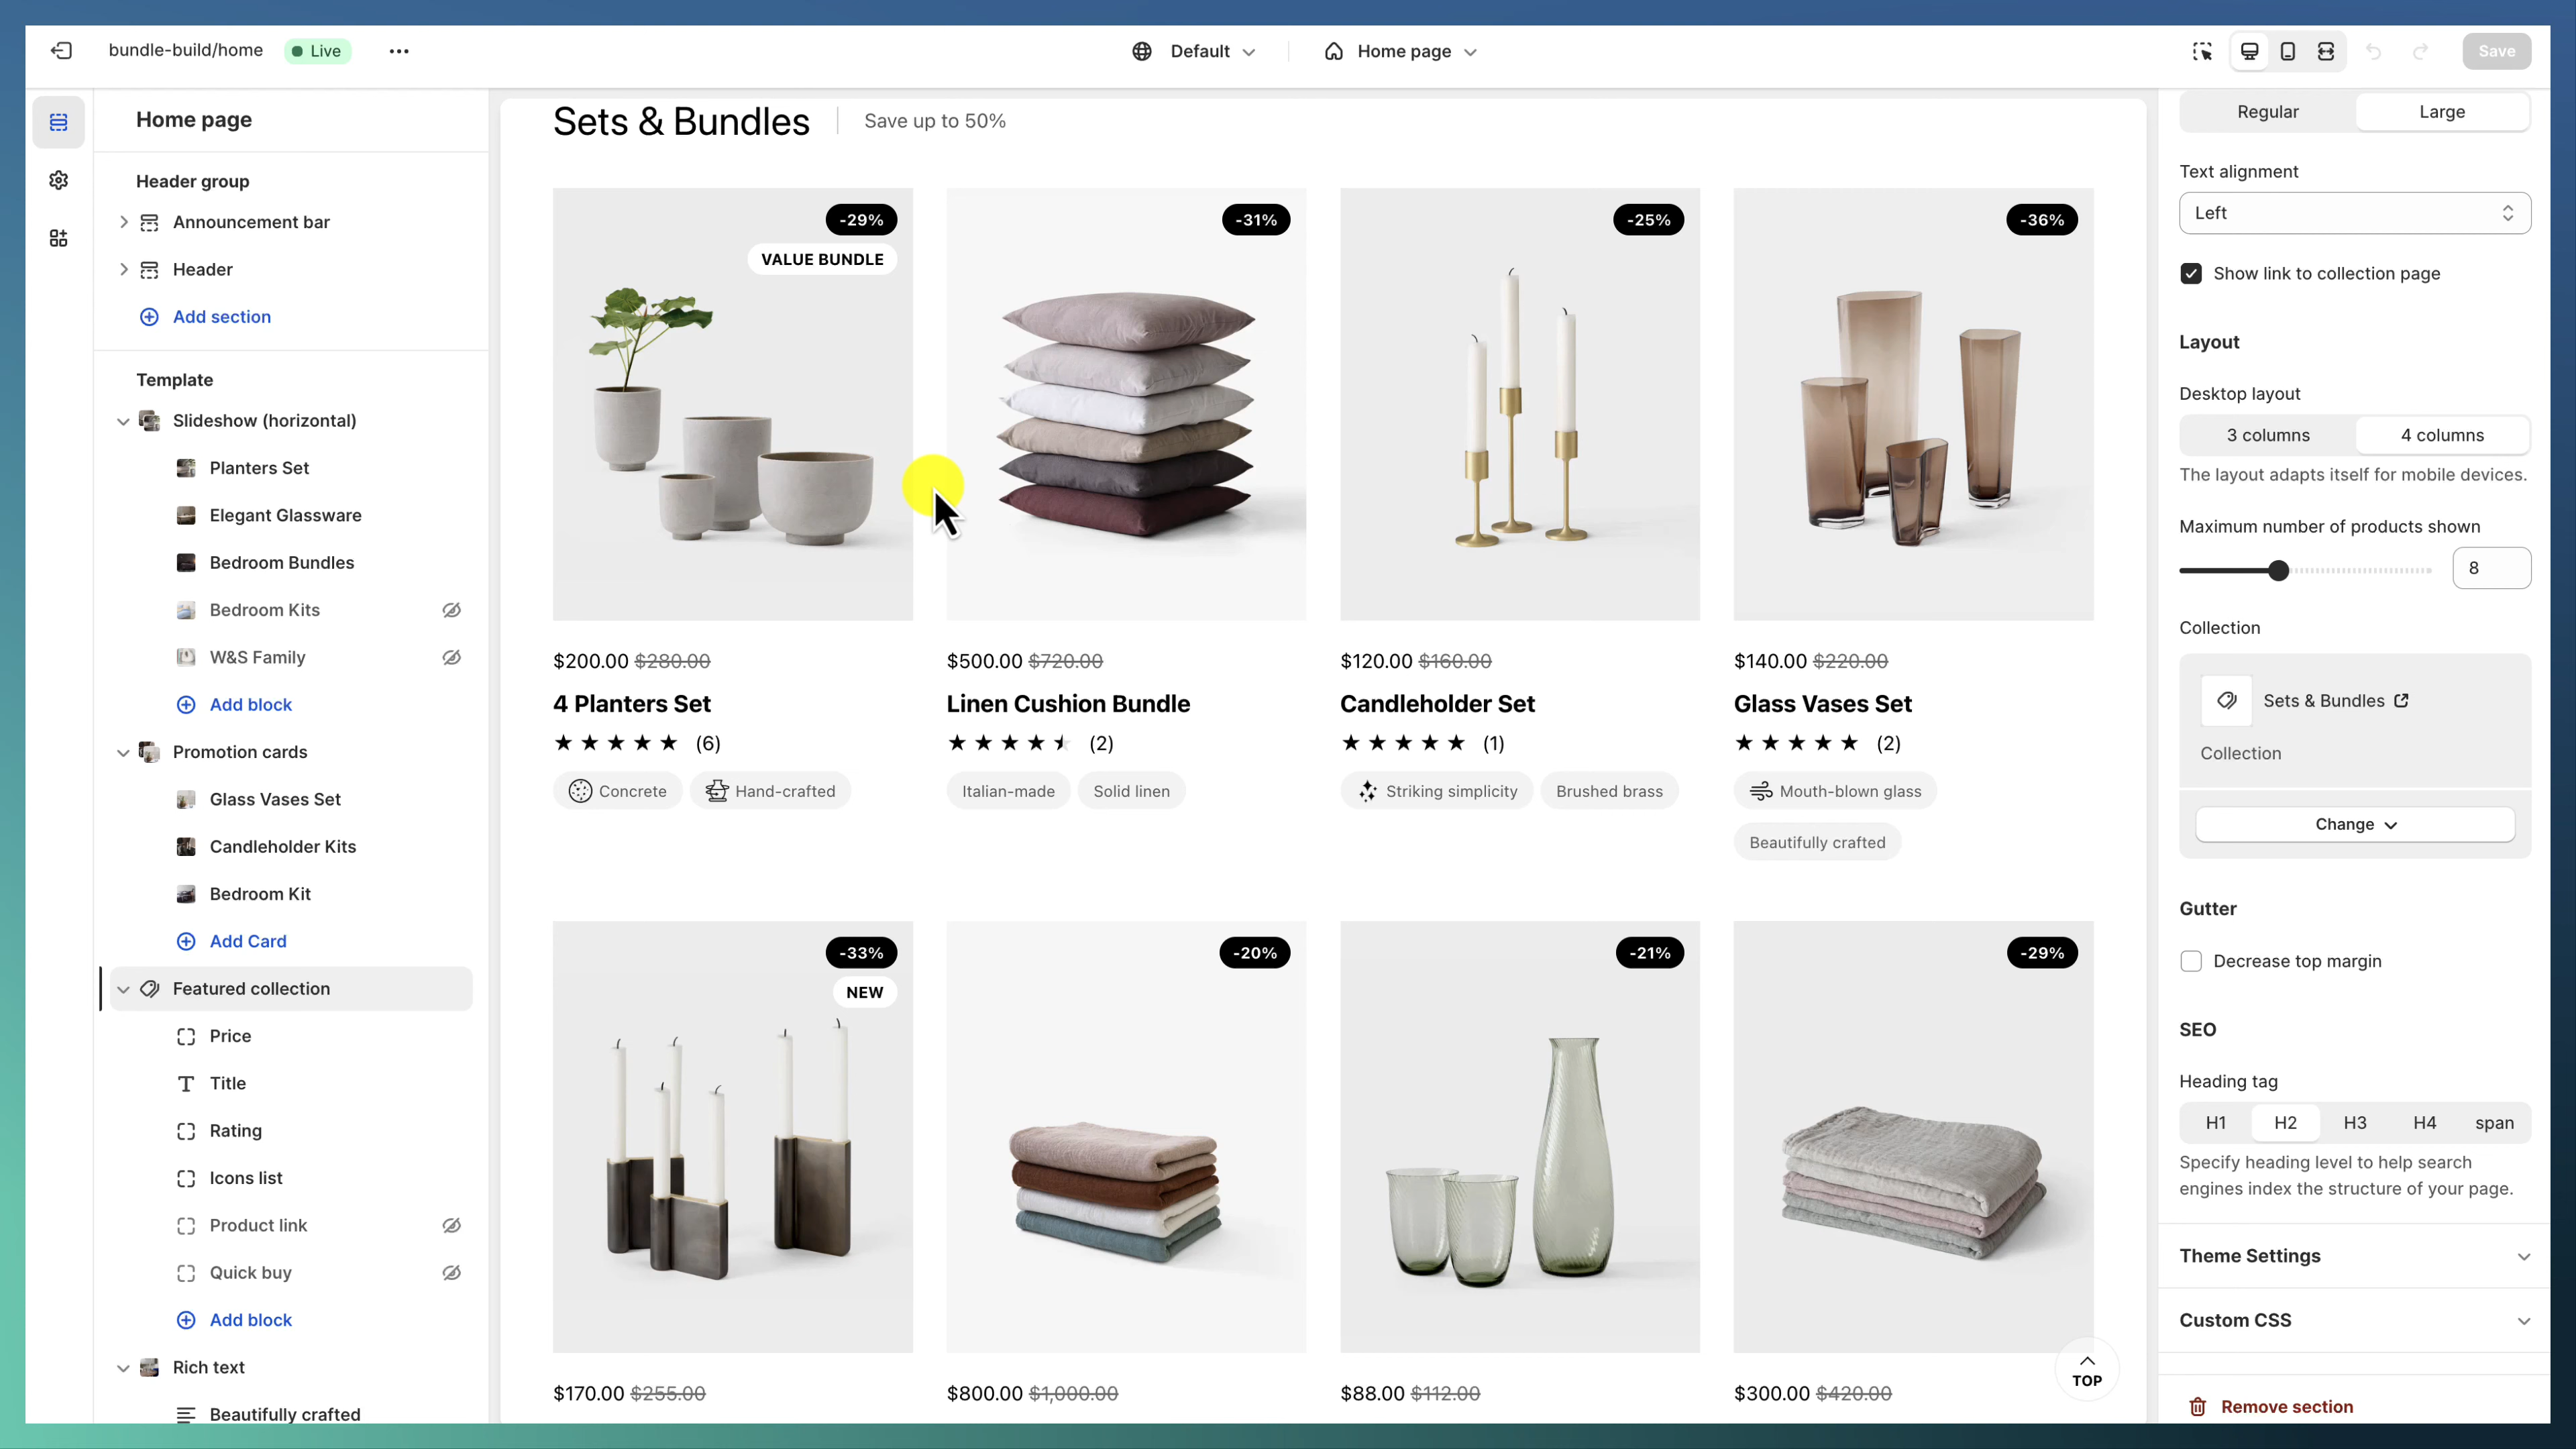 bundle-build/home
Live
Default
Home page
Save
Home page
Header group
Announcement bar
Header
Add section
Template
Slideshow (horizontal)
Planters Set
Elegant Glassware
Bedroom Bundles
Bedroom Kits
W&S Family
Add block
Promotion cards
Glass Vases Set
Candleholder Kits
Bedroom Kit
Add Card
Featured collection
Price
Title
Rating
Icons list
Product link
Quick buy
Add block
Rich text
Beautifully crafted
Sets & Bundles
Save up to 50%
-29%
VALUE BUNDLE
-31%
-25%
-36%
$200.00 $280.00
4 Planters Set
(6)
Concrete
Hand-crafted
$500.00 $720.00
Linen Cushion Bundle
(2)
Italian-made
Solid linen
$120.00 $160.00
Candleholder Set
(1)
Striking simplicity
Brushed brass
$140.00 $220.00
Glass Vases Set
(2)
Mouth-blown glass
Beautifully crafted
-33%
NEW
-20%
-21%
-29%
$170.00 $255.00
$800.00 $1,000.00
$88.00 $112.00
$300.00 $420.00
TOP
Regular
Large
Text alignment
Left
Show link to collection page
Layout
Desktop layout
3 columns
4 columns
The layout adapts itself for mobile devices.
Maximum number of products shown
8
Collection
Sets & Bundles
Collection
Change
Gutter
Decrease top margin
SEO
Heading tag
H1
H2
H3
H4
span
Specify heading level to help search
engines index the structure of your page.
Theme Settings
Custom CSS
Remove section